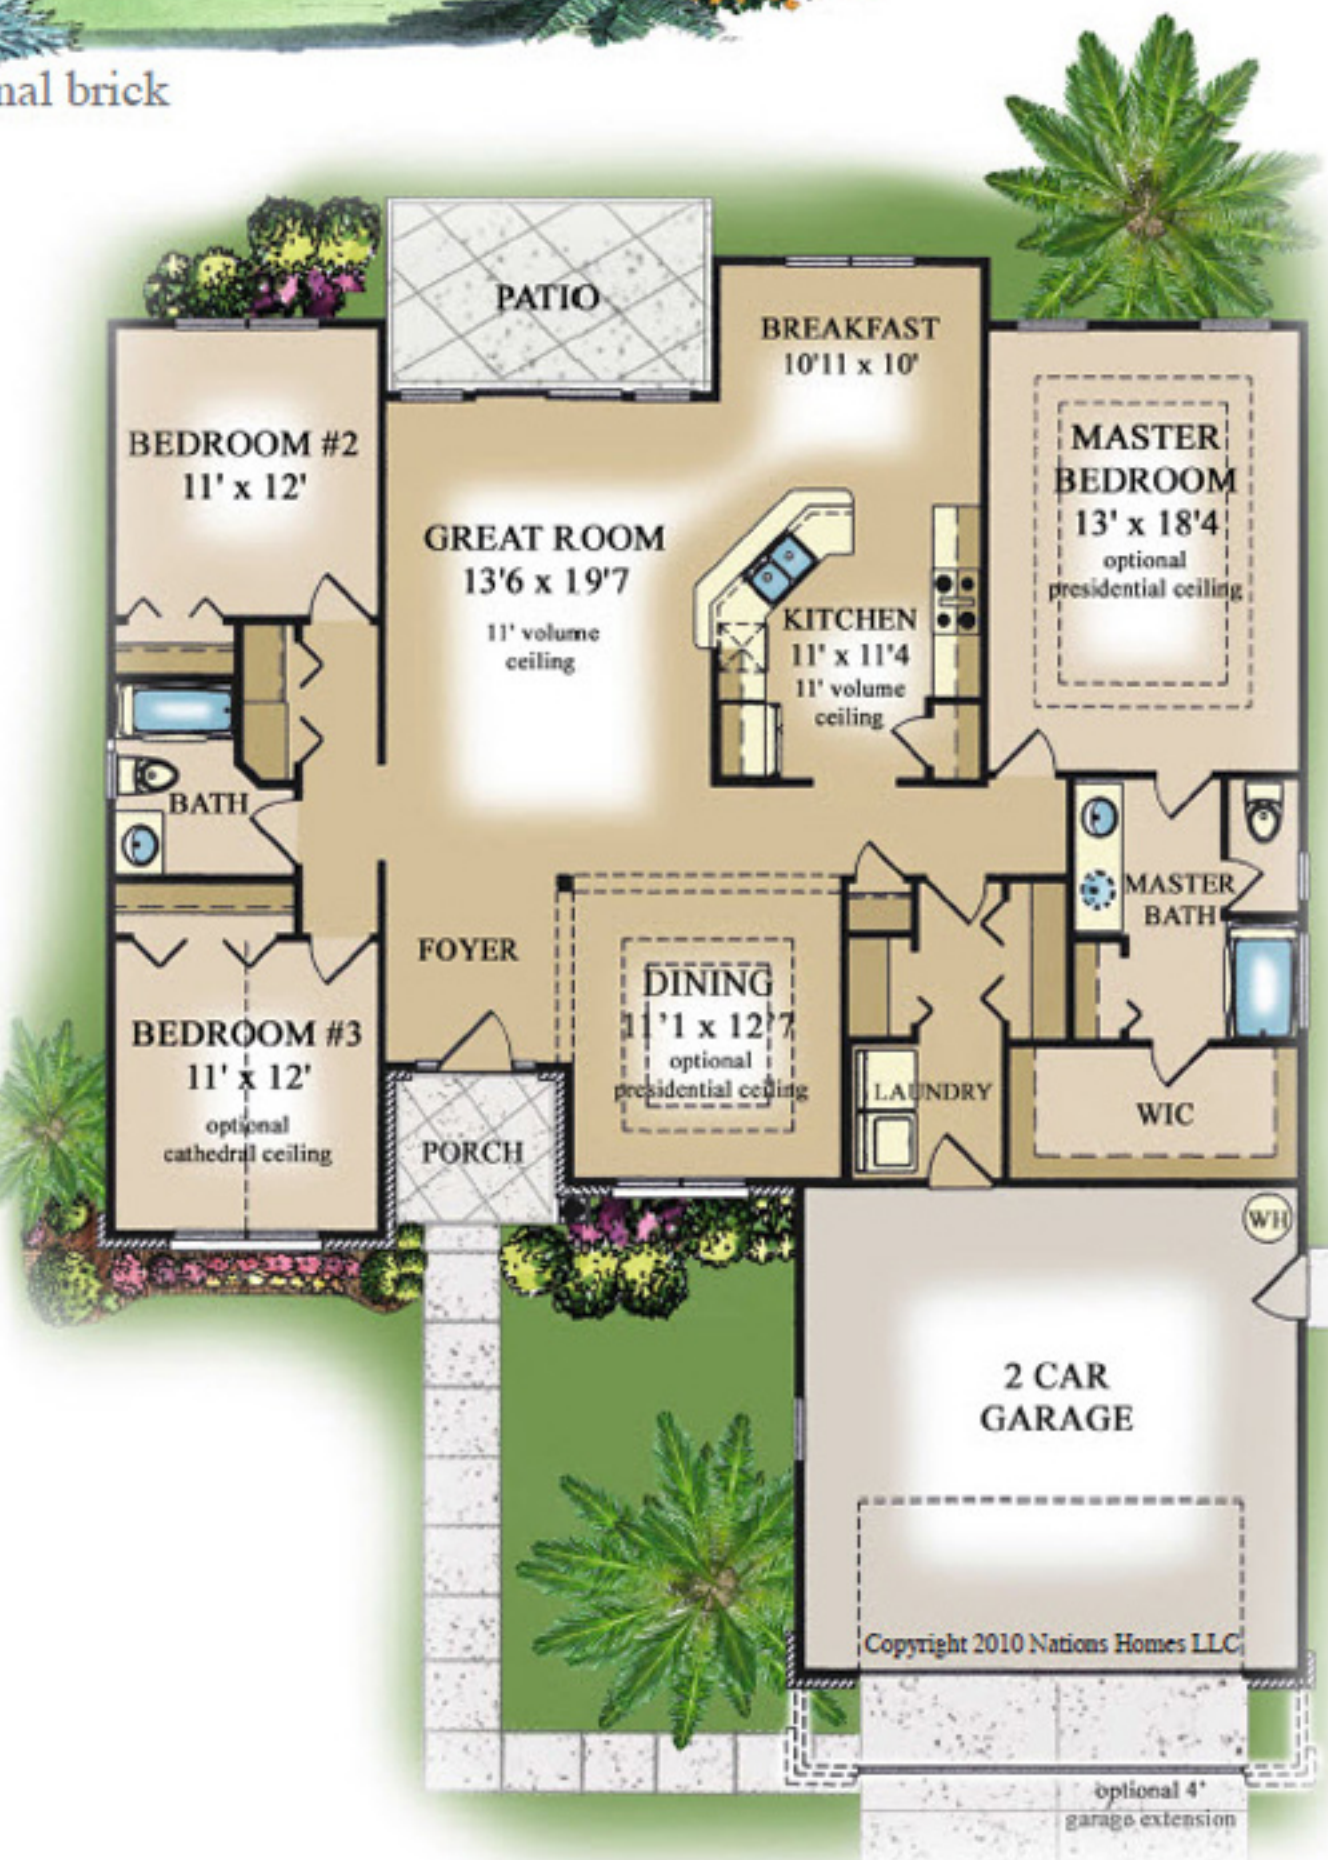 nal brick
PATIO
BREAKFAST
10'11 x 10'
BEDROOM #2
11' x 12'
MASTER
BEDROOM
13' x 18'4
optional
presidential ceiling
GREAT ROOM
13'6 x 19'7
11' volume
ceiling
KITCHEN
11' x 11'4
11' volume
ceiling
BATH
MASTER
BATH
FOYER
DINING
11'1 x 12'7
optional
presidential ceiling
BEDROOM #3
11' x 12'
optional
cathedral ceiling
LAUNDRY
WIC
PORCH
WH
2 CAR
GARAGE
Copyright 2010 Nations Homes LLC
optional 4'
garage extension